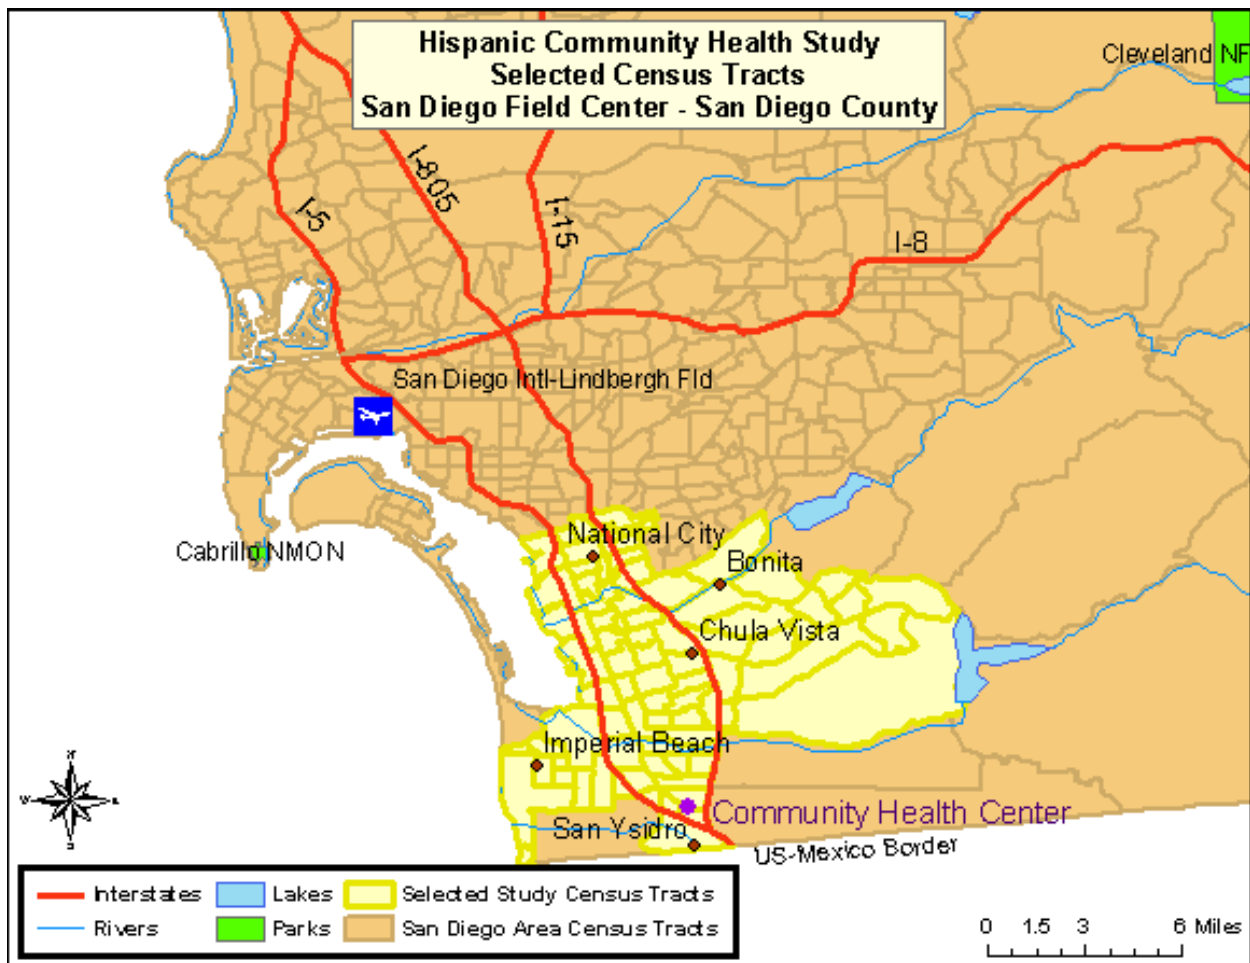 Hispanic Community Health Study
Selected Census Tracts
San Diego Field Center - San Diego County
Cleveland NF
I-805
I-5
I-15
I-8
San Diego Intl-Lindbergh Fld
Cabrillo NMON
National City
Bonita
Chula Vista
Imperial Beach
Community Health Center
San Ysidro
US-Mexico Border
N
W
E
S
Interstates
Lakes
Selected Study Census Tracts
Rivers
Parks
San Diego Area Census Tracts
0 1.5 3 6 Miles